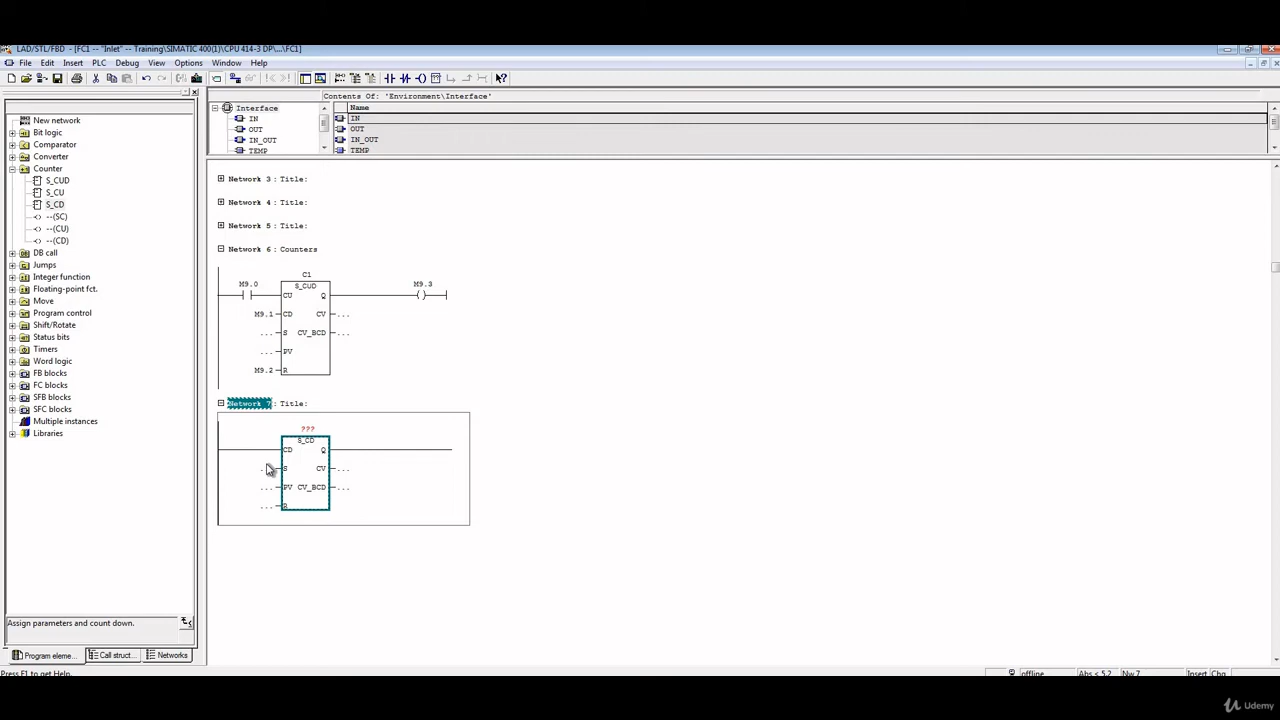 LAD/STL/FBD - [FC1 -- "Inlet" -- Training\SIMATIC 400(1)\CPU 414-3 DP\...\FC1]
File Edit Insert PLC Debug View Options Window Help
Contents Of: 'Environment\Interface'
Interface
IN
OUT
IN_OUT
TEMP
Name
IN
OUT
IN_OUT
TEMP
New network
Bit logic
Comparator
Converter
Counter
S_CUD
S_CU
S_CD
--(SC)
--(CU)
--(CD)
DB call
Jumps
Integer function
Floating-point fct.
Move
Program control
Shift/Rotate
Status bits
Timers
Word logic
FB blocks
FC blocks
SFB blocks
SFC blocks
Multiple instances
Libraries
Network 3 : Title:
Network 4 : Title:
Network 5 : Title:
Network 6 : Counters
C1
M9.0 S_CUD M9.3
CU Q
M9.1 CD CV ...
... S CV_BCD ...
... PV
M9.2 R
Network 7 : Title:
???
S_CD
CD Q
... S CV ...
... PV CV_BCD ...
... R
Assign parameters and count down.
Program eleme... Call struct... Networks
Press F1 to get Help.
offline Abs < 5.2 Nw 7 Insert Chg
Udemy